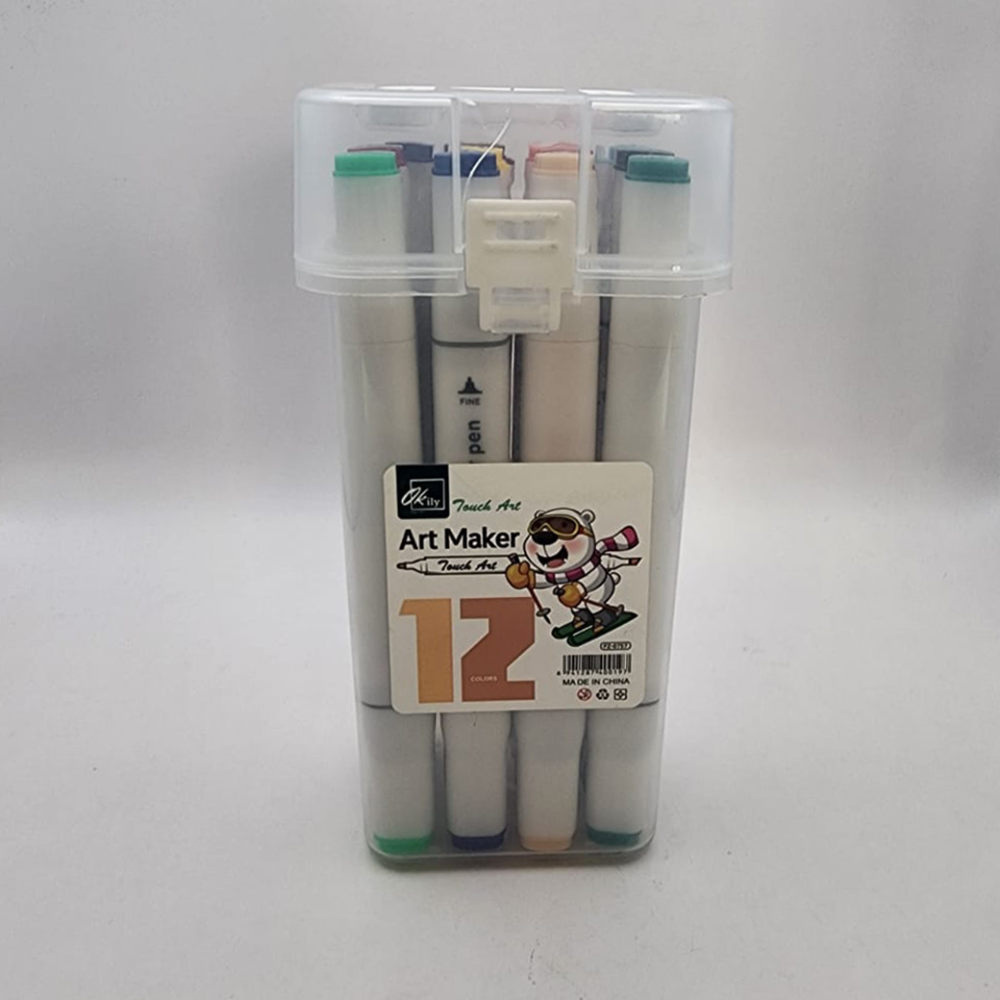 FINE
pen
Okily
Touch Art
Art Maker
Touch Art
12
COLORS
MADE IN CHINA